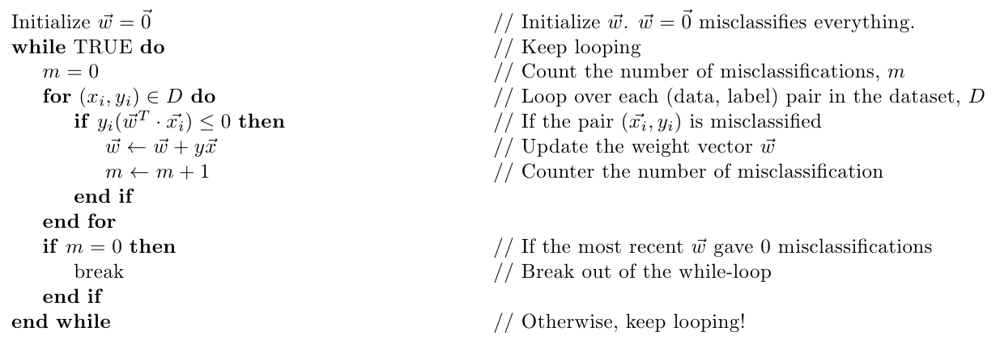 Initialize $\vec{w} = \vec{0}$ // Initialize $\vec{w}$. $\vec{w} = \vec{0}$ misclassifies everything.
while TRUE do // Keep looping
m = 0 // Count the number of misclassifications, m
for $(x_i, y_i) \in D$ do // Loop over each (data, label) pair in the dataset, D
if $y_i(\vec{w}^T \cdot \vec{x_i}) \leq 0$ then // If the pair $(\vec{x_i}, y_i)$ is misclassified
$\vec{w} \leftarrow \vec{w} + y\vec{x}$ // Update the weight vector $\vec{w}$
$m \leftarrow m + 1$ // Counter the number of misclassification
end if
end for
if m = 0 then // If the most recent $\vec{w}$ gave 0 misclassifications
break // Break out of the while-loop
end if
end while // Otherwise, keep looping!